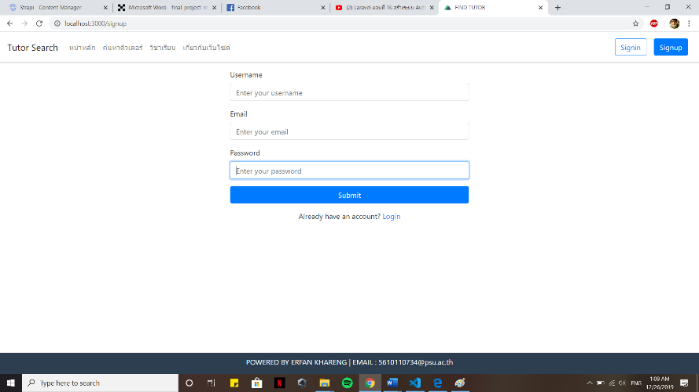 Strapi - Content Manager
Microsoft Word - final-project
Facebook
FIND TUTOR
localhost:3000/signup
Tutor Search หน้าหลัก ค้นหาติวเตอร์ วิชาเรียน เกี่ยวกับเว็บไซต์ Signin Signup
Username
Enter your username
Email
Enter your email
Password
Enter your password
Submit
Already have an account? Login
POWERED BY ERFAN KHARENG | EMAIL : 5610110734@psu.ac.th
Type here to search
ENG
1:09 AM
12/26/2019